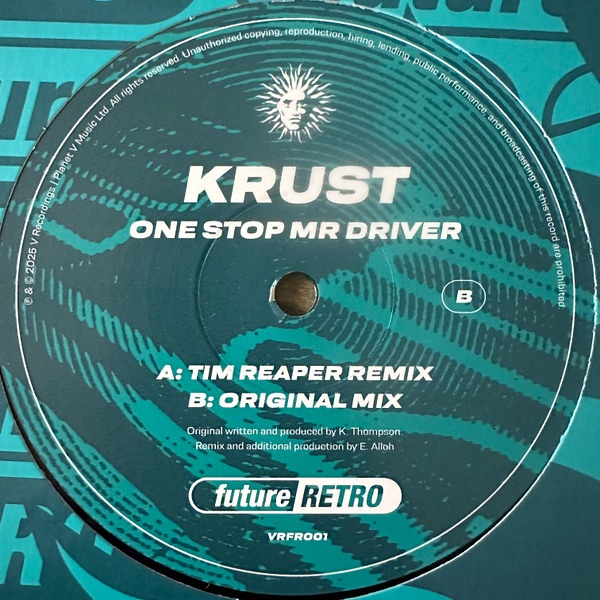 ℗ & © 2025 V Recordings | Planet V Music Ltd. All rights reserved. Unauthorized copying, reproduction, hiring, lending, public performance, and broadcasting of this record are prohibited
KRUST
ONE STOP MR DRIVER
B
A: TIM REAPER REMIX
B: ORIGINAL MIX
Original written and produced by K. Thompson.
Remix and additional production by E. Alloh
future RETRO
VRFR001